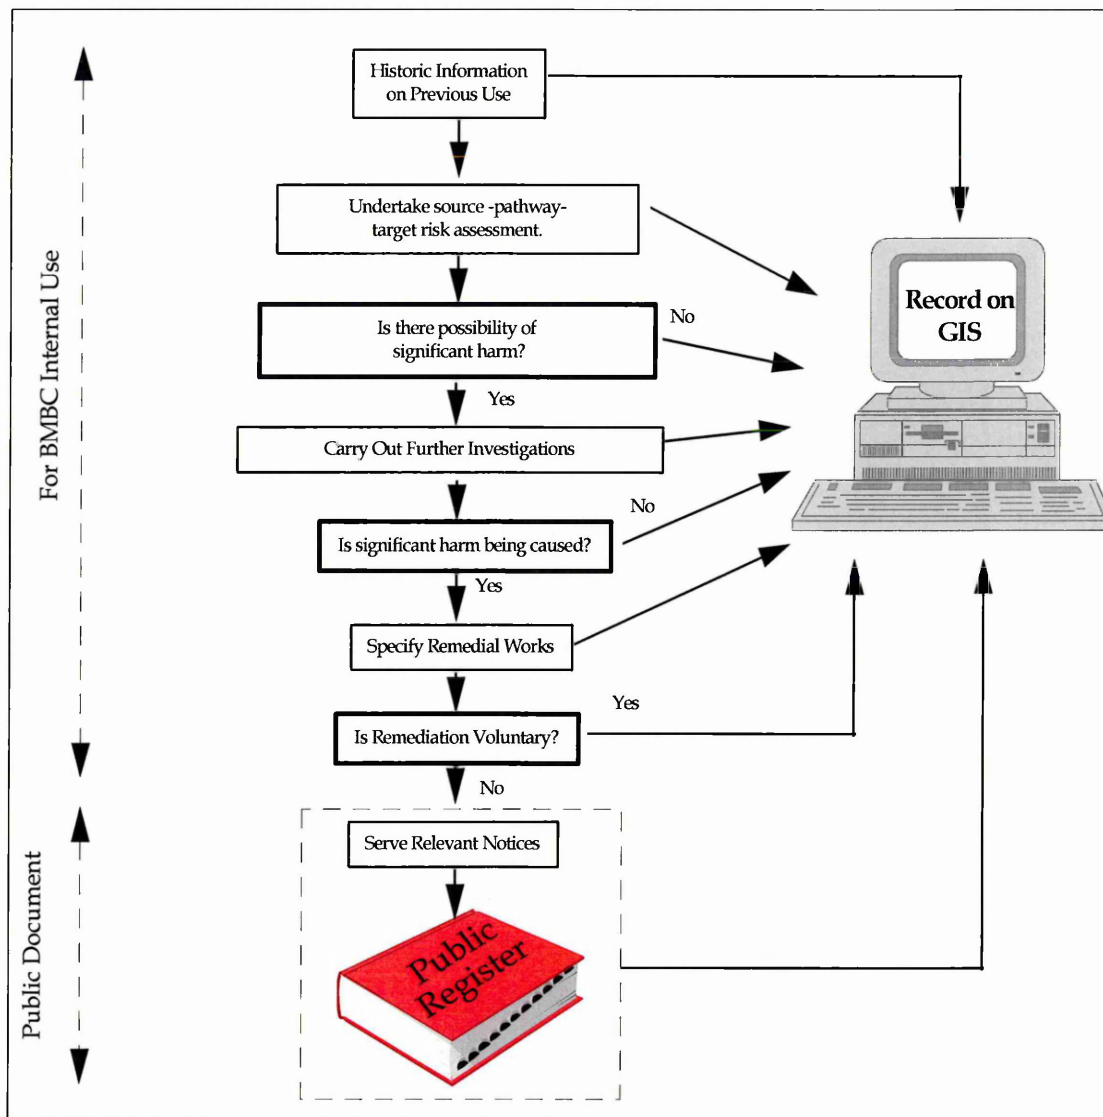 Historic Information
on Previous Use
Undertake source -pathway-
target risk assessment.
Record on
GIS
Is there possibility of
significant harm?
No
Yes
Carry Out Further Investigations
No
Is significant harm being caused?
Yes
Specify Remedial Works
Yes
Is Remediation Voluntary?
No
Serve Relevant Notices
Public
Register
For BMBC Internal Use
Public Document